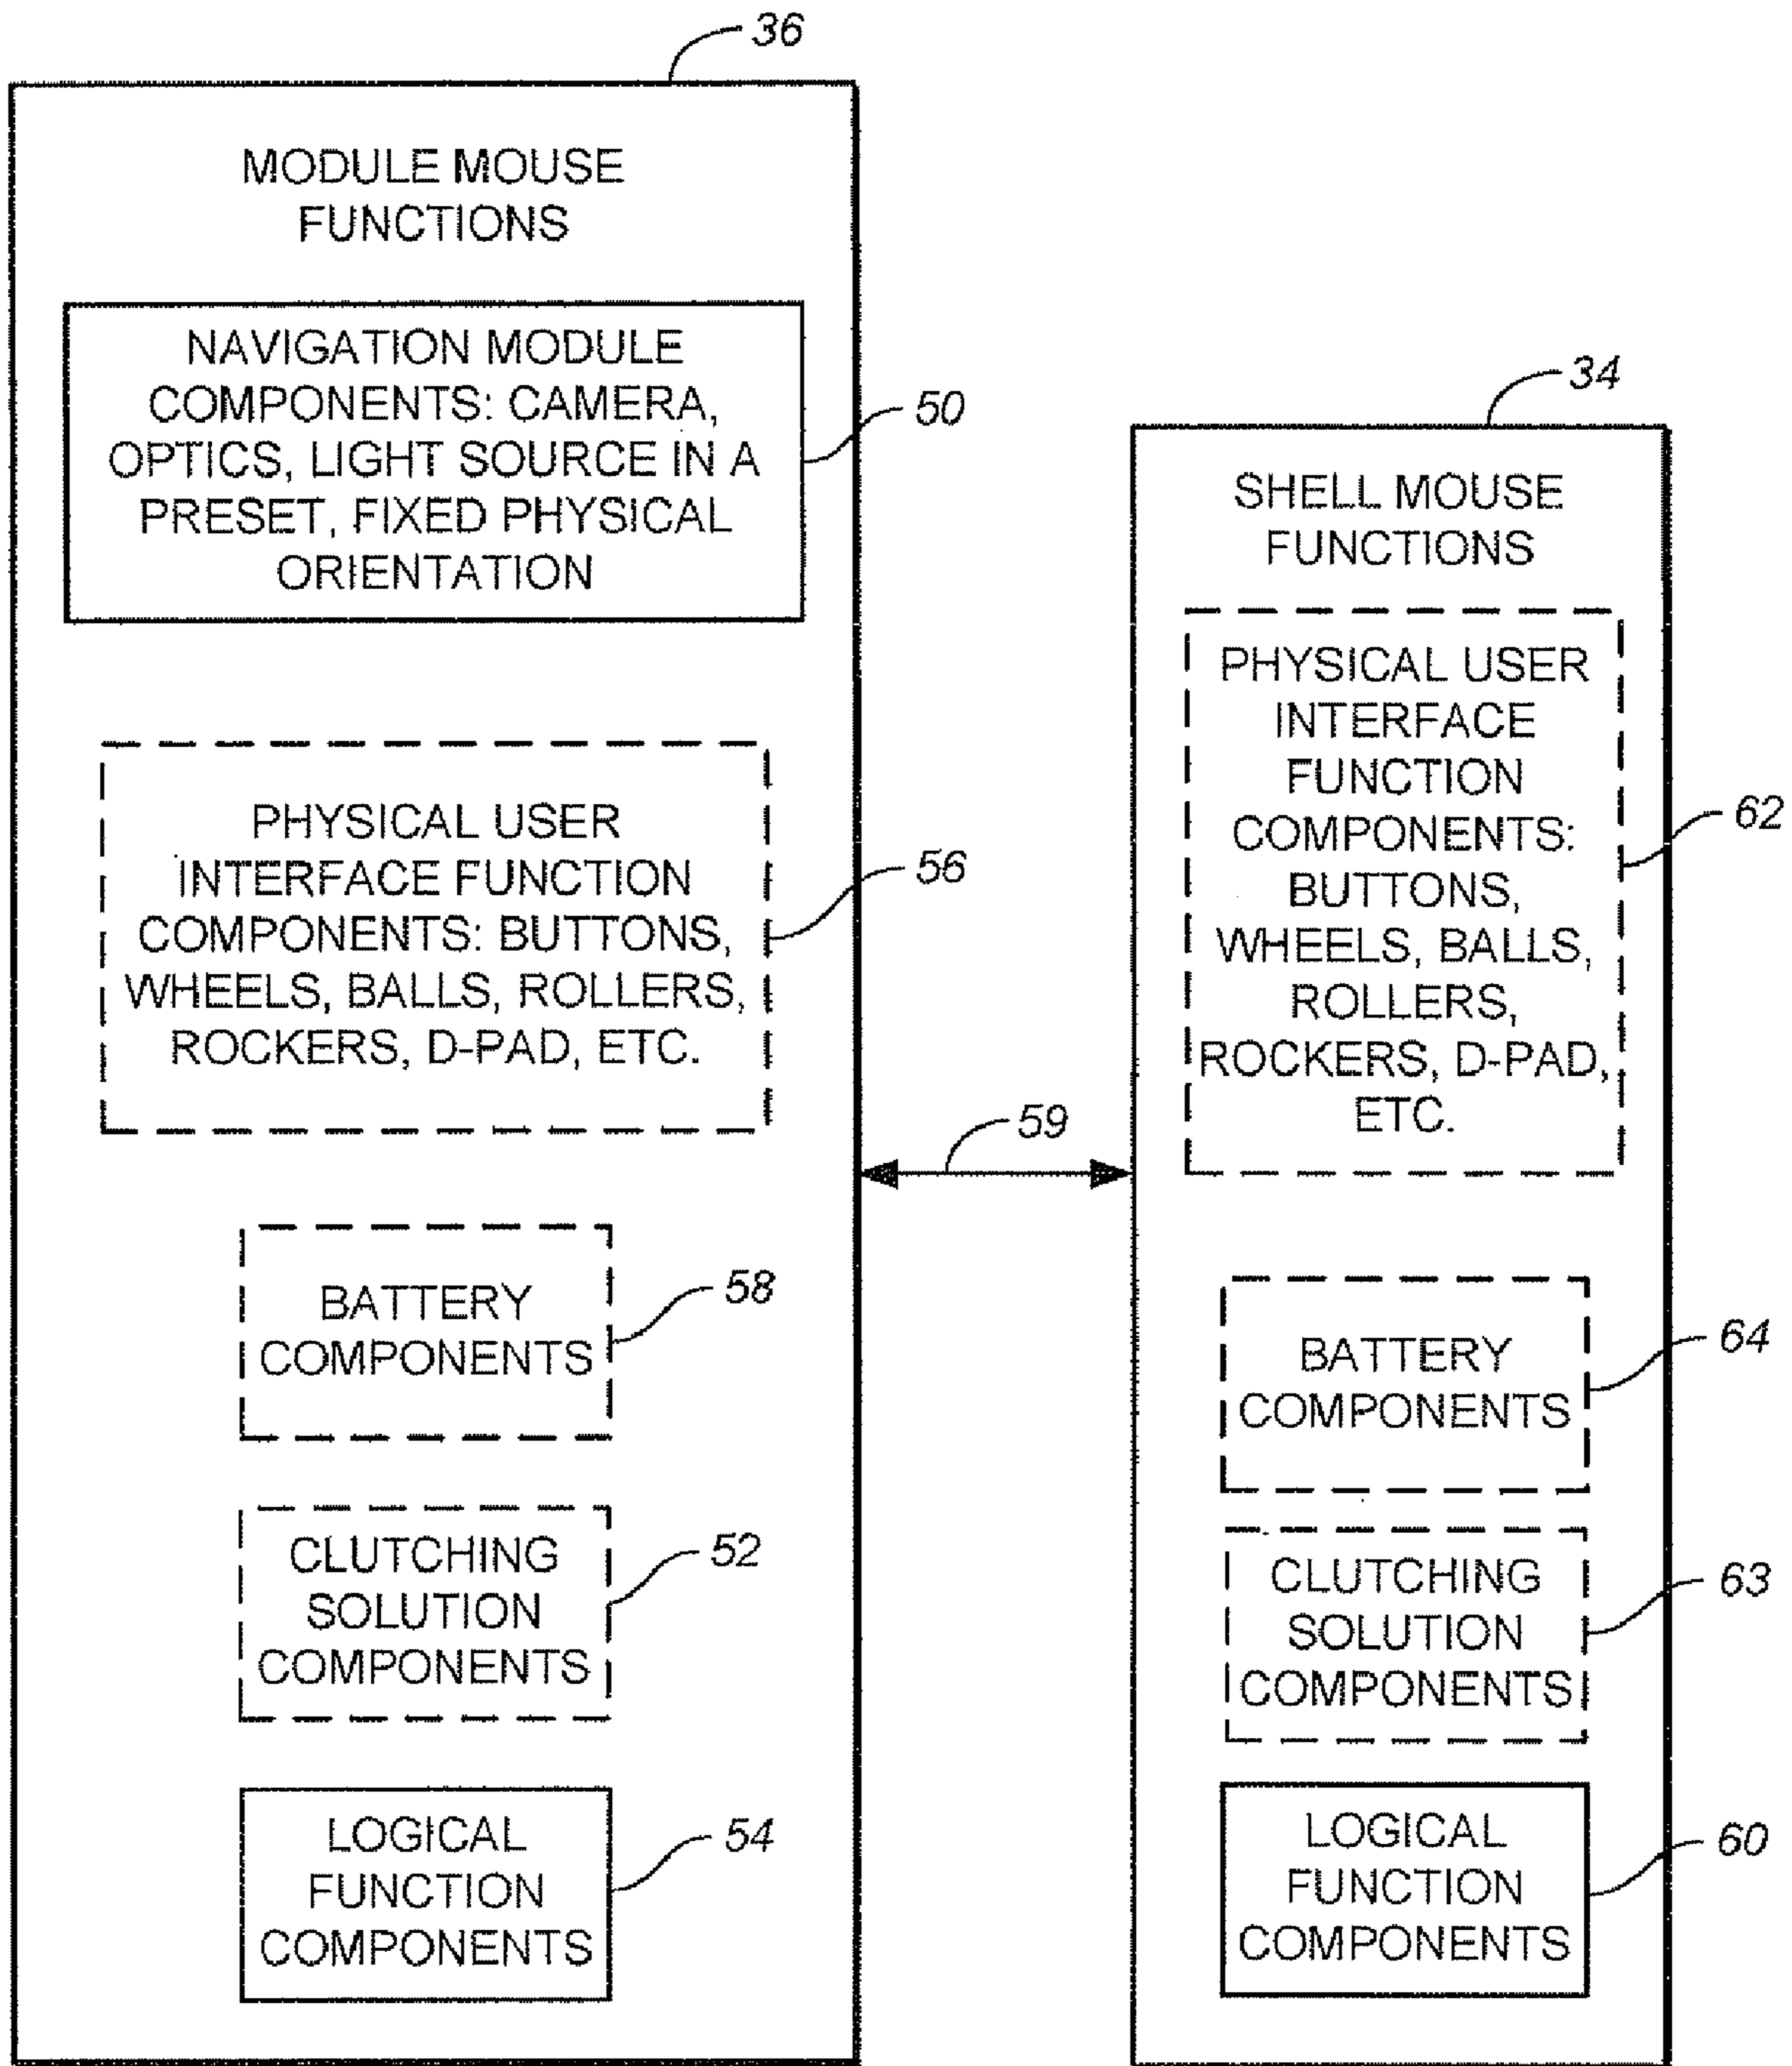 36
MODULE MOUSE
FUNCTIONS
NAVIGATION MODULE
COMPONENTS: CAMERA,
OPTICS, LIGHT SOURCE IN A
PRESET, FIXED PHYSICAL
ORIENTATION
50
PHYSICAL USER
INTERFACE FUNCTION
COMPONENTS: BUTTONS,
WHEELS, BALLS, ROLLERS,
ROCKERS, D-PAD, ETC.
56
BATTERY
COMPONENTS
58
CLUTCHING
SOLUTION
COMPONENTS
52
LOGICAL
FUNCTION
COMPONENTS
54
59
34
SHELL MOUSE
FUNCTIONS
PHYSICAL USER
INTERFACE
FUNCTION
COMPONENTS:
BUTTONS,
WHEELS, BALLS,
ROLLERS,
ROCKERS, D-PAD,
ETC.
62
BATTERY
COMPONENTS
64
CLUTCHING
SOLUTION
COMPONENTS
63
LOGICAL
FUNCTION
COMPONENTS
60